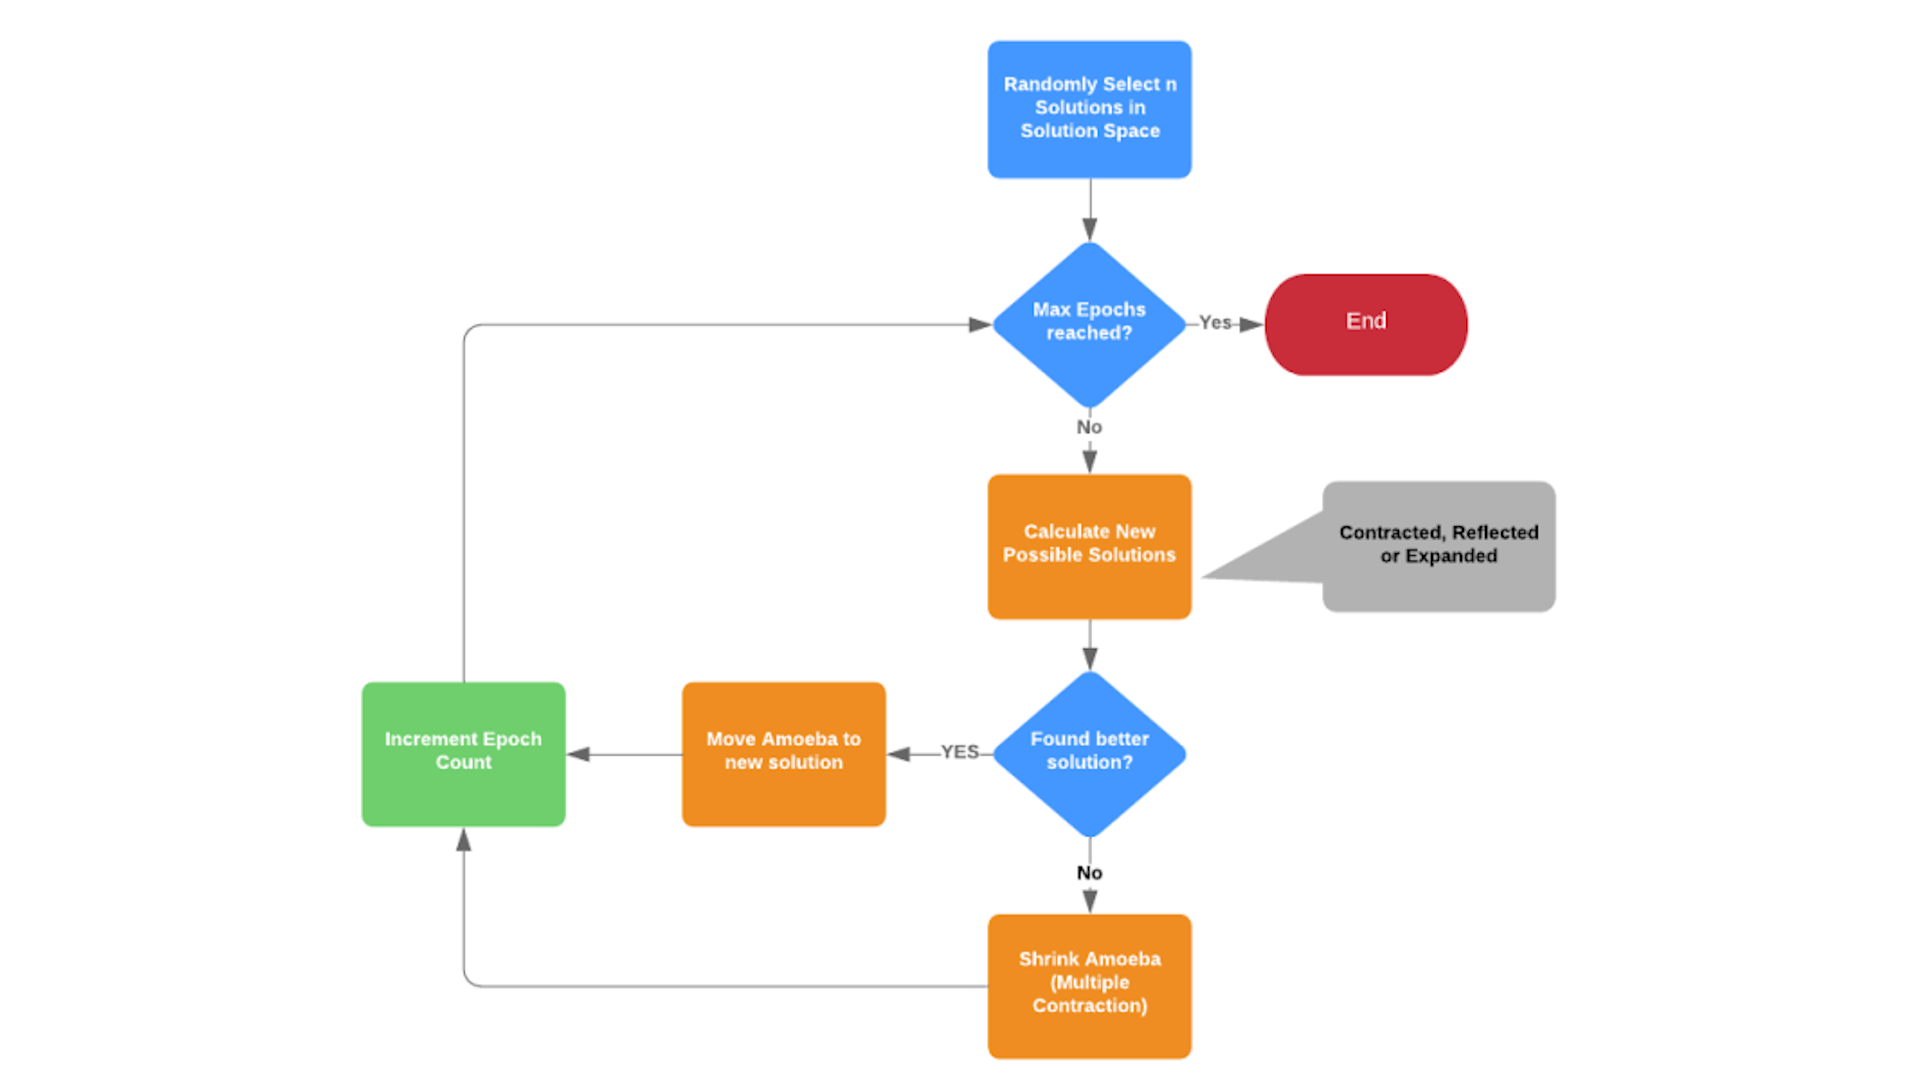 Randomly Select n
Solutions in
Solution Space
Max Epochs
reached?
Yes
End
No
Calculate New
Possible Solutions
Contracted, Reflected
or Expanded
Increment Epoch
Count
Move Amoeba to
new solution
YES
Found better
solution?
No
Shrink Amoeba
(Multiple
Contraction)